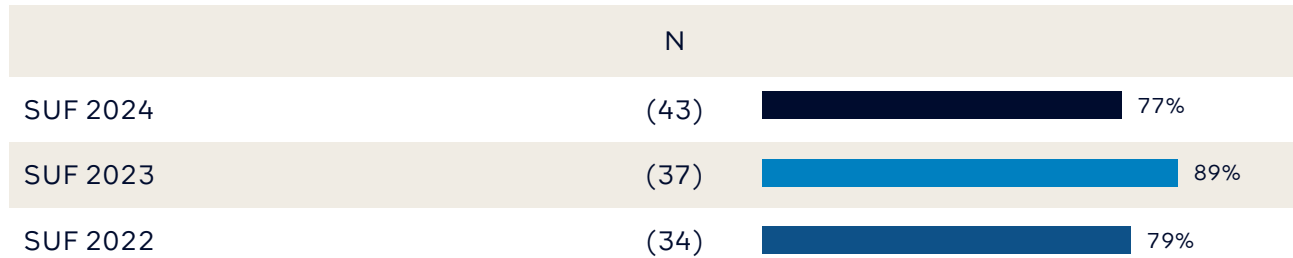 N
SUF 2024 (43) 77%
SUF 2023 (37) 89%
SUF 2022 (34) 79%